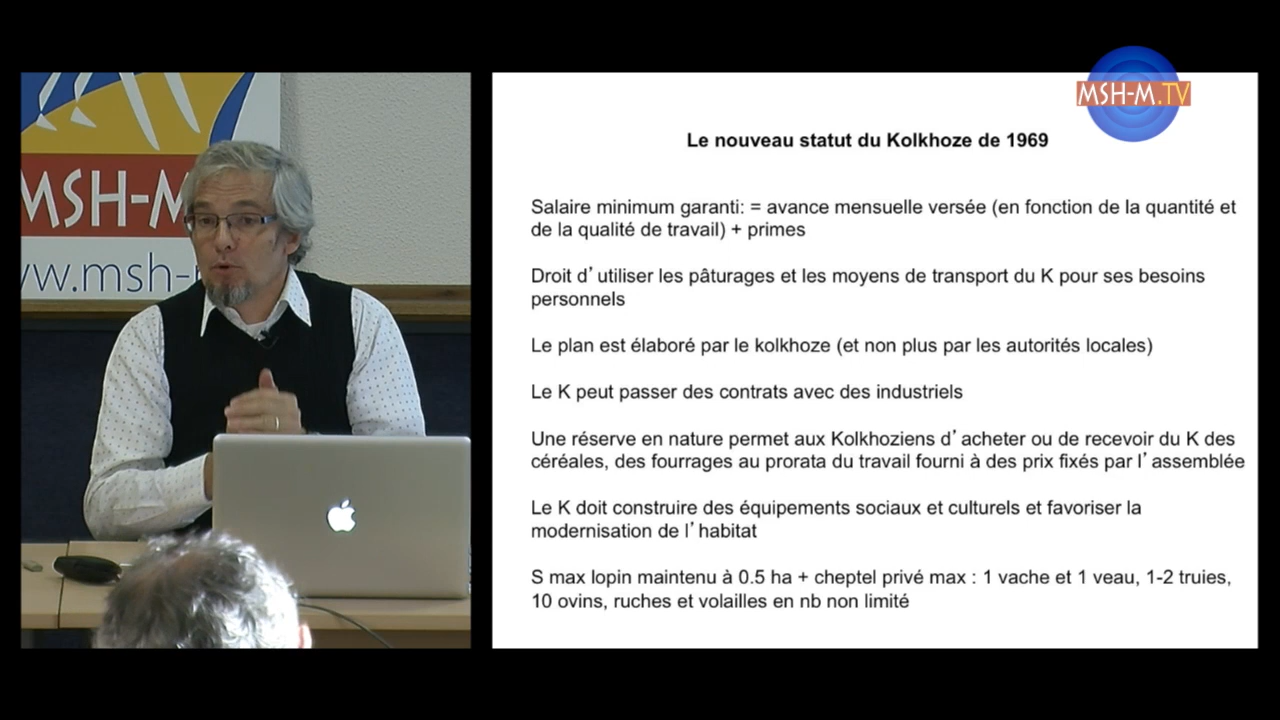 MSH-M
ww.msh-
MSH-M.TV
Le nouveau statut du Kolkhoze de 1969
Salaire minimum garanti: = avance mensuelle versée (en fonction de la quantité et
de la qualité de travail) + primes
Droit d’utiliser les pâturages et les moyens de transport du K pour ses besoins
personnels
Le plan est élaboré par le kolkhoze (et non plus par les autorités locales)
Le K peut passer des contrats avec des industriels
Une réserve en nature permet aux Kolkhoziens d’acheter ou de recevoir du K des
céréales, des fourrages au prorata du travail fourni à des prix fixés par l’assemblée
Le K doit construire des équipements sociaux et culturels et favoriser la
modernisation de l’habitat
S max lopin maintenu à 0.5 ha + cheptel privé max : 1 vache et 1 veau, 1-2 truies,
10 ovins, ruches et volailles en nb non limité